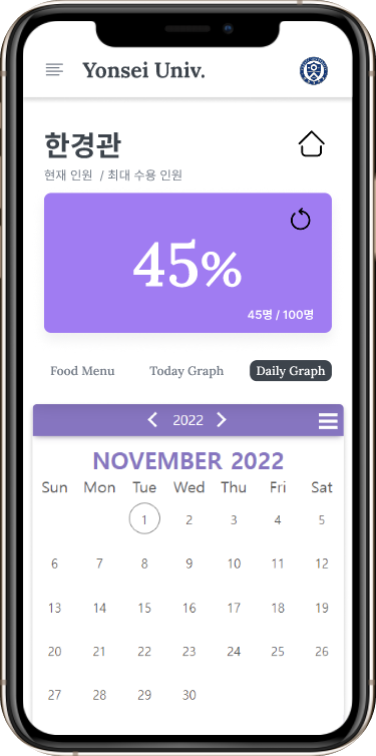 Yonsei Univ.
한경관
현재 인원 / 최대 수용 인원
45%
45명 / 100명
Food Menu Today Graph Daily Graph
2022
NOVEMBER 2022
Sun Mon Tue Wed Thu Fri Sat
1 2 3 4 5
6 7 8 9 10 11 12
13 14 15 16 17 18 19
20 21 22 23 24 25 26
27 28 29 30